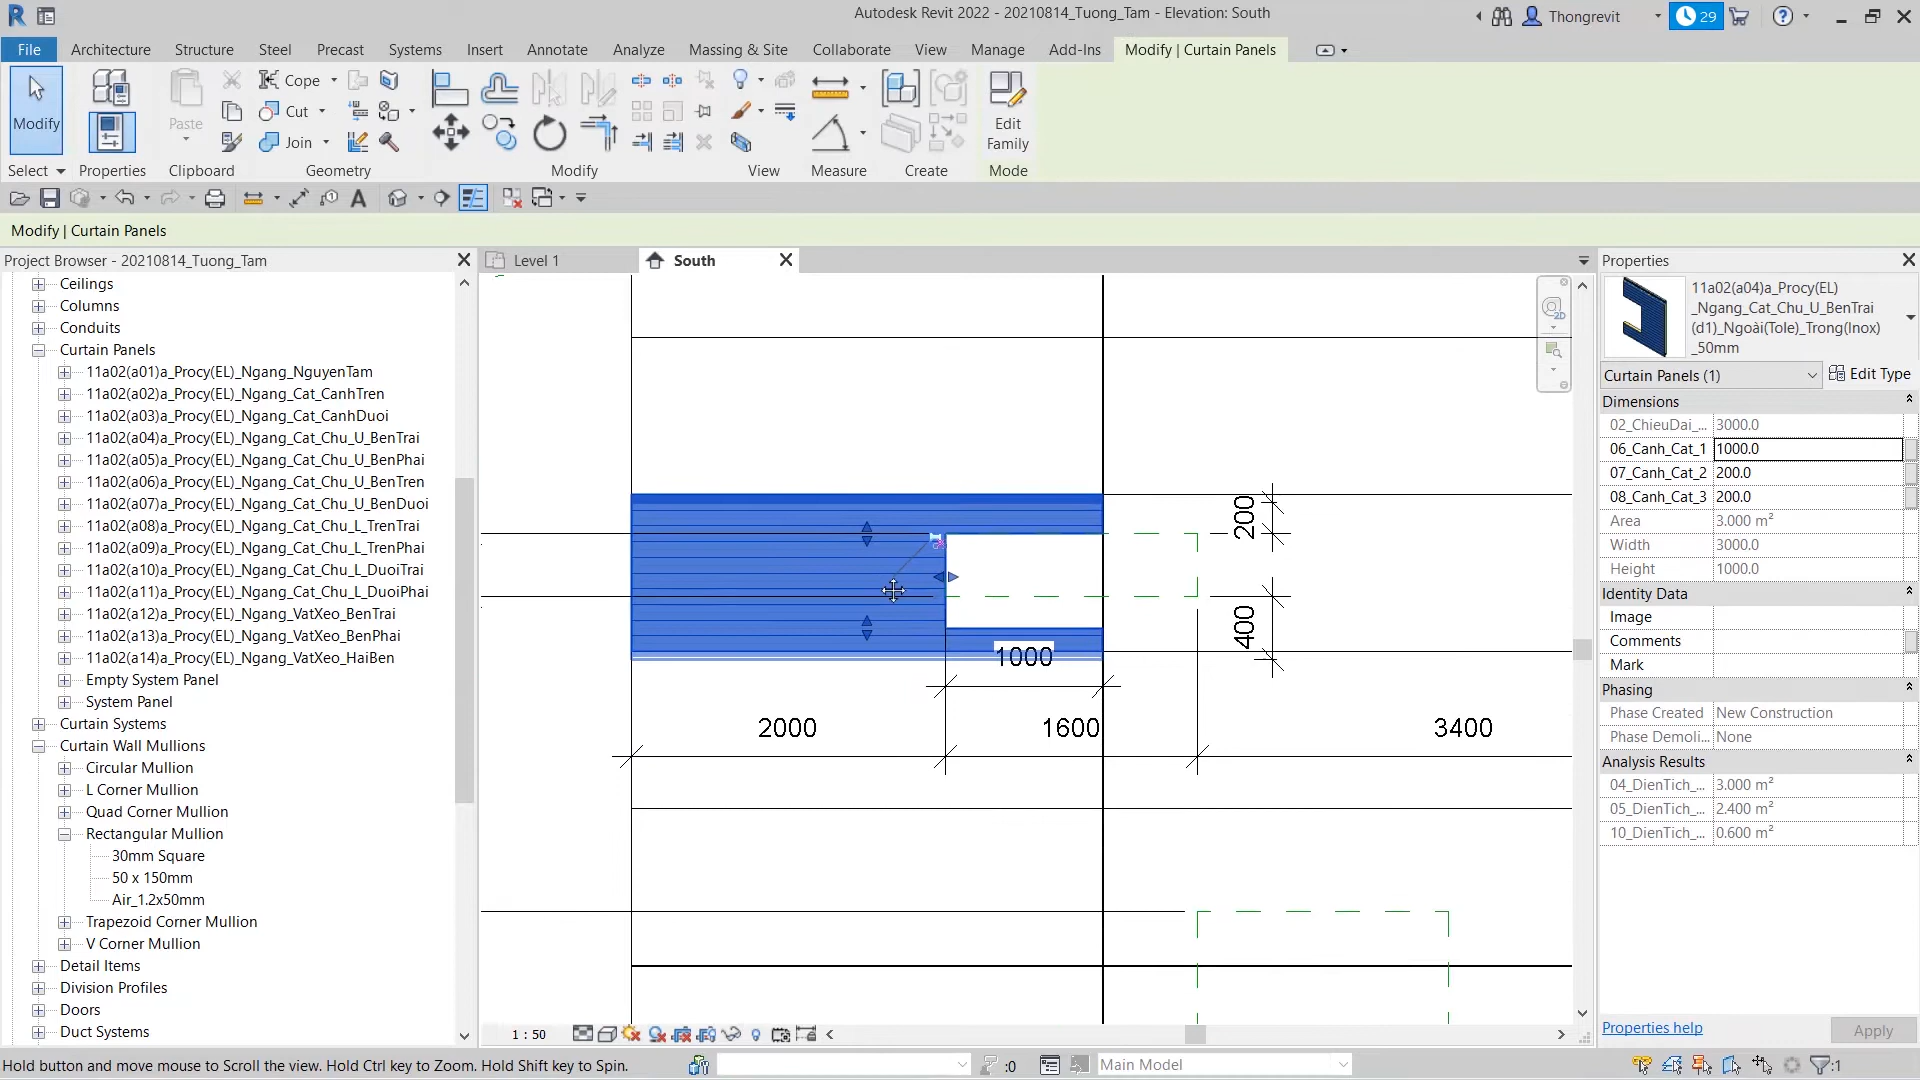 Autodesk Revit 2022 - 20210814_Tuong_Tam - Elevation: South
Thongrevit
29
File
Architecture
Structure
Steel
Precast
Systems
Insert
Annotate
Analyze
Massing & Site
Collaborate
View
Manage
Add-Ins
Modify | Curtain Panels
Modify
Paste
Cope
Cut
Join
Edit
Family
Select
Properties
Clipboard
Geometry
Modify
View
Measure
Create
Mode
Modify | Curtain Panels
Project Browser - 20210814_Tuong_Tam
Ceilings
Columns
Conduits
Curtain Panels
11a02(a01)a_Procy(EL)_Ngang_NguyenTam
11a02(a02)a_Procy(EL)_Ngang_Cat_CanhTren
11a02(a03)a_Procy(EL)_Ngang_Cat_CanhDuoi
11a02(a04)a_Procy(EL)_Ngang_Cat_Chu_U_BenTrai
11a02(a05)a_Procy(EL)_Ngang_Cat_Chu_U_BenPhai
11a02(a06)a_Procy(EL)_Ngang_Cat_Chu_U_BenTren
11a02(a07)a_Procy(EL)_Ngang_Cat_Chu_U_BenDuoi
11a02(a08)a_Procy(EL)_Ngang_Cat_Chu_L_TrenTrai
11a02(a09)a_Procy(EL)_Ngang_Cat_Chu_L_TrenPhai
11a02(a10)a_Procy(EL)_Ngang_Cat_Chu_L_DuoiTrai
11a02(a11)a_Procy(EL)_Ngang_Cat_Chu_L_DuoiPhai
11a02(a12)a_Procy(EL)_Ngang_VatXeo_BenTrai
11a02(a13)a_Procy(EL)_Ngang_VatXeo_BenPhai
11a02(a14)a_Procy(EL)_Ngang_VatXeo_HaiBen
Empty System Panel
System Panel
Curtain Systems
Curtain Wall Mullions
Circular Mullion
L Corner Mullion
Quad Corner Mullion
Rectangular Mullion
30mm Square
50 x 150mm
Air_1.2x50mm
Trapezoid Corner Mullion
V Corner Mullion
Detail Items
Division Profiles
Doors
Duct Systems
Level 1
South
200
400
1000
2000
1600
3400
1 : 50
Properties
11a02(a04)a_Procy(EL)
_Ngang_Cat_Chu_U_BenTrai
(d1)_Ngoài(Tole)_Trong(Inox)
_50mm
Curtain Panels (1)
Edit Type
Dimensions
02_ChieuDai_... 3000.0
06_Canh_Cat_1 1000.0
07_Canh_Cat_2 200.0
08_Canh_Cat_3 200.0
Area 3.000 m²
Width 3000.0
Height 1000.0
Identity Data
Image
Comments
Mark
Phasing
Phase Created New Construction
Phase Demoli... None
Analysis Results
04_DienTich_... 3.000 m²
05_DienTich_... 2.400 m²
10_DienTich_... 0.600 m²
Properties help
Apply
Hold button and move mouse to Scroll the view. Hold Ctrl key to Zoom. Hold Shift key to Spin.
:0
Main Model
:1